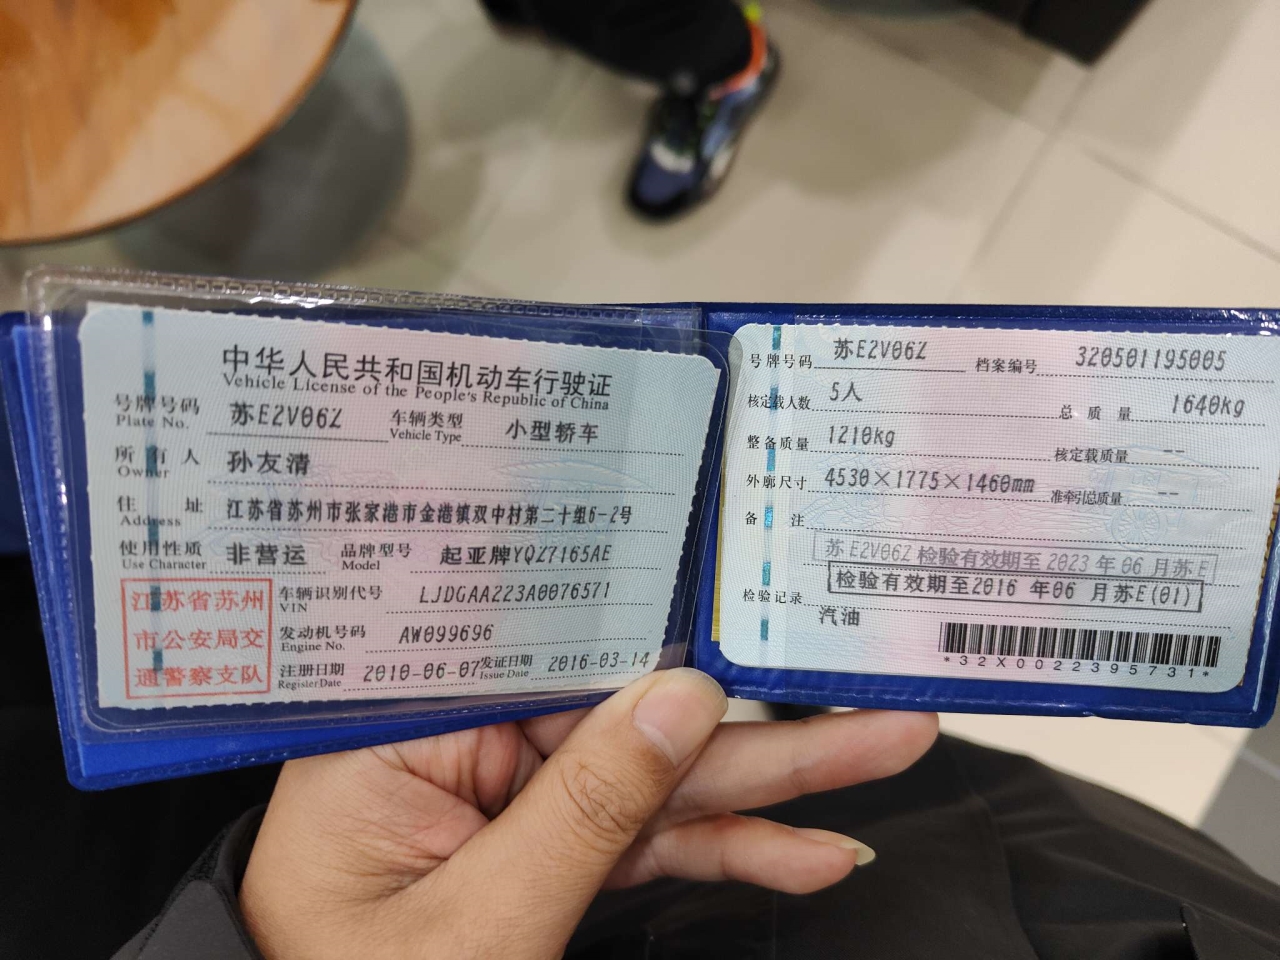 中华人民共和国机动车行驶证
Vehicle License of the People's Republic of China
号牌号码 苏E2V06Z 车辆类型 小型轿车
Plate No. Vehicle Type
所有人 孙友清
Owner
住址 江苏省苏州市张家港市金港镇双中村第二十组6-2号
Address
使用性质 非营运 品牌型号 起亚牌YQZ7165AE
Use Character Model
江苏省苏州
市公安局交
通警察支队
车辆识别代号 LJDGAA223A0076571
VIN
发动机号码 AW099696
Engine No.
注册日期 2010-06-07 发证日期 2016-03-14
Register Date Issue Date
号牌号码 苏E2V06Z 档案编号 320501195005
核定载人数 5人 总质量 1640kg
整备质量 1210kg 核定载质量 --
外廓尺寸 4530×1775×1460mm 准牵引总质量 --
备注
苏E2V06Z 检验有效期至2023年06月苏E
检验有效期至2016 年06 月苏E(01)
检验记录
汽油
*32X0022395731*